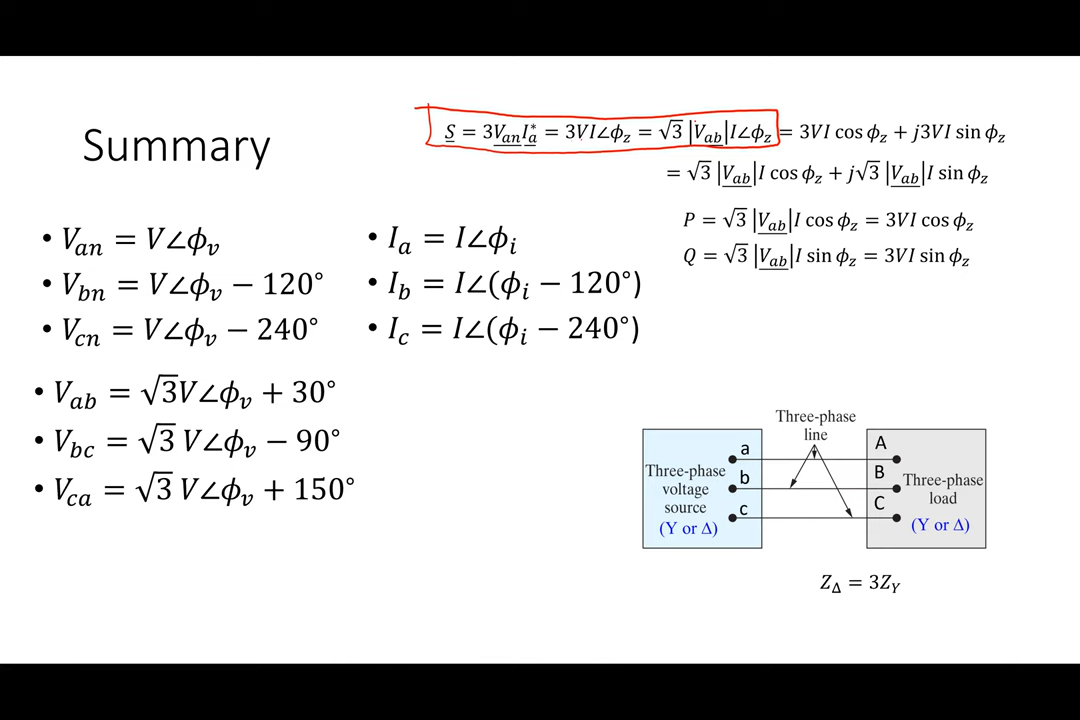 Summary
S = 3V_an I_a^* = 3VI∠ϕ_z = √3 |V_ab|I∠ϕ_z = 3VI cos ϕ_z + j3VI sin ϕ_z
= √3 |V_ab|I cos ϕ_z + j√3 |V_ab|I sin ϕ_z
P = √3 |V_ab|I cos ϕ_z = 3VI cos ϕ_z
Q = √3 |V_ab|I sin ϕ_z = 3VI sin ϕ_z
• V_an = V∠ϕ_v
• V_bn = V∠ϕ_v − 120°
• V_cn = V∠ϕ_v − 240°
• I_a = I∠ϕ_i
• I_b = I∠(ϕ_i − 120°)
• I_c = I∠(ϕ_i − 240°)
• V_ab = √3V∠ϕ_v + 30°
• V_bc = √3 V∠ϕ_v − 90°
• V_ca = √3 V∠ϕ_v + 150°
Three-phase
line
Three-phase
voltage
source
(Y or Δ)
a
b
c
A
B
C
Three-phase
load
(Y or Δ)
Z_Δ = 3Z_Y